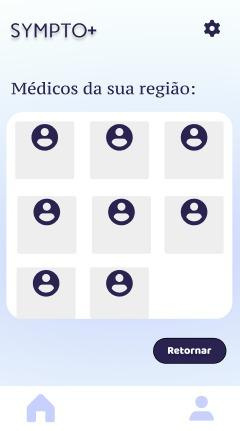 SYMPTO+
Médicos da sua região:
Retornar